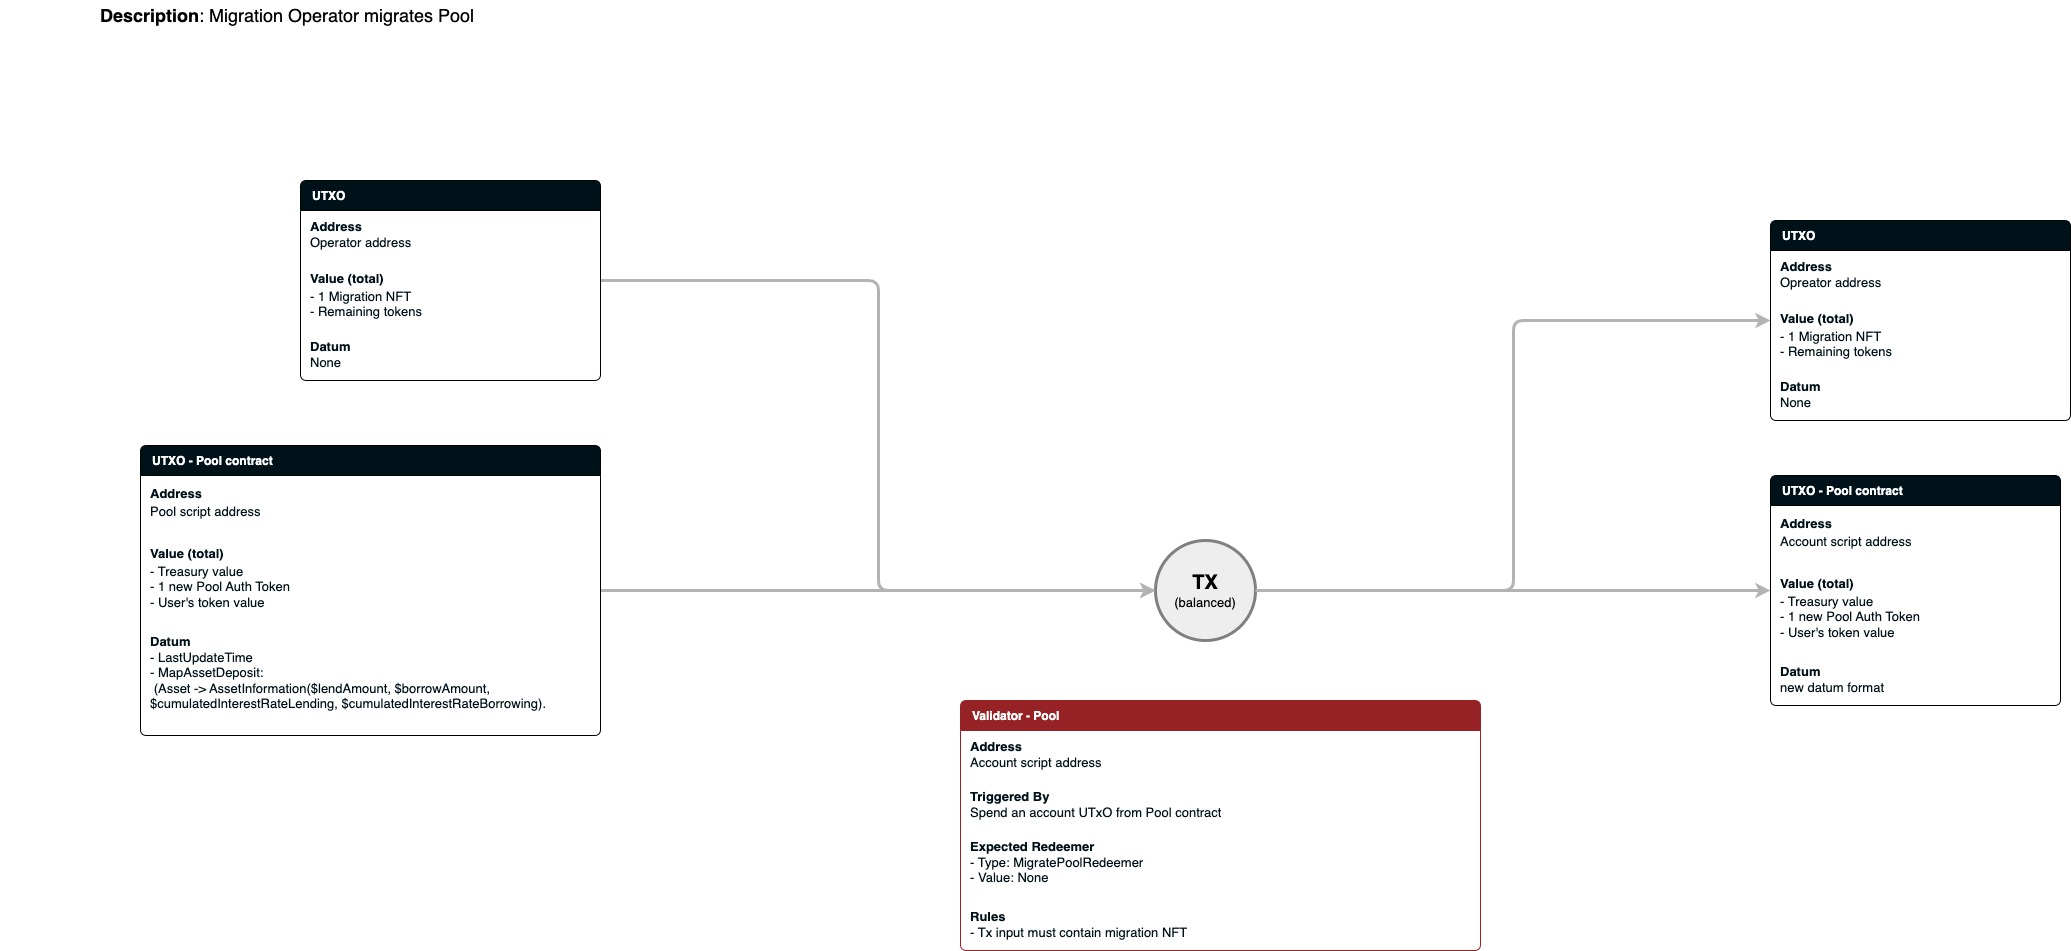 Description: Migration Operator migrates Pool
UTXO
Address
Operator address
Value (total)
- 1 Migration NFT
- Remaining tokens
Datum
None
UTXO - Pool contract
Address
Pool script address
Value (total)
- Treasury value
- 1 new Pool Auth Token
- User's token value
Datum
- LastUpdateTime
- MapAssetDeposit:
(Asset -> AssetInformation($lendAmount, $borrowAmount,
$cumulatedInterestRateLending, $cumulatedInterestRateBorrowing).
TX
(balanced)
Validator - Pool
Address
Account script address
Triggered By
Spend an account UTxO from Pool contract
Expected Redeemer
- Type: MigratePoolRedeemer
- Value: None
Rules
- Tx input must contain migration NFT
UTXO
Address
Opreator address
Value (total)
- 1 Migration NFT
- Remaining tokens
Datum
None
UTXO - Pool contract
Address
Account script address
Value (total)
- Treasury value
- 1 new Pool Auth Token
- User's token value
Datum
new datum format